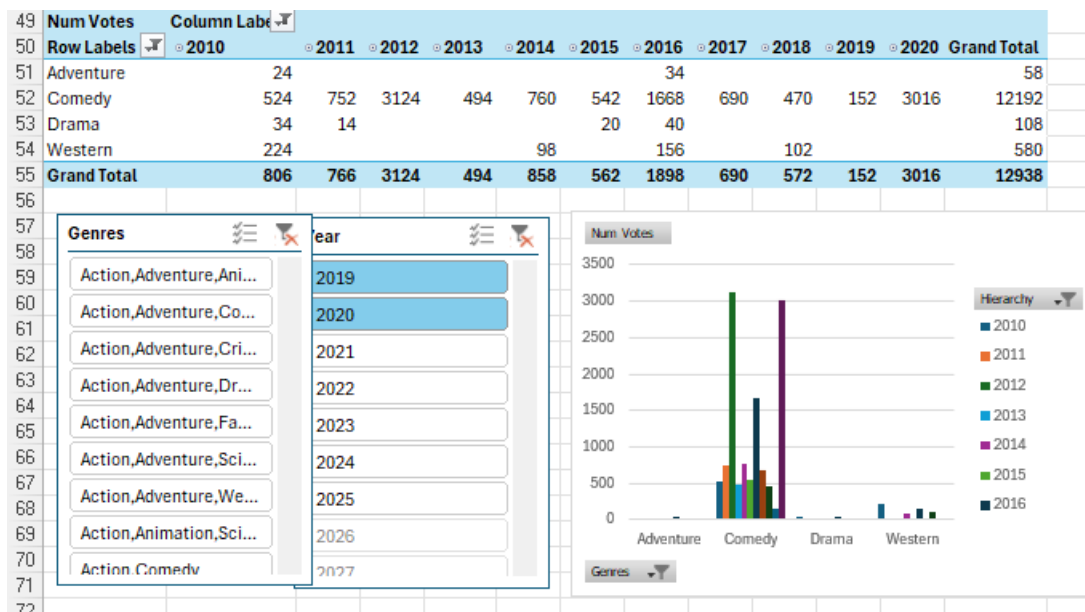 49 Num Votes Column Labe
50 Row Labels 2010 2011 2012 2013 2014 2015 2016 2017 2018 2019 2020 Grand Total
51 Adventure 24 34 58
52 Comedy 524 752 3124 494 760 542 1668 690 470 152 3016 12192
53 Drama 34 14 20 40 108
54 Western 224 98 156 102 580
55 Grand Total 806 766 3124 494 858 562 1898 690 572 152 3016 12938
56
57
58
59
60
61
62
63
64
65
66
67
68
69
70
71
72
Genres
Action,Adventure,Ani...
Action,Adventure,Co...
Action,Adventure,Cri...
Action,Adventure,Dr...
Action,Adventure,Fa...
Action,Adventure,Sci...
Action,Adventure,We...
Action,Animation,Sci...
Action,Comedy
Year
2019
2020
2021
2022
2023
2024
2025
2026
2027
Num Votes
3500
3000
2500
2000
1500
1000
500
0
Adventure Comedy Drama Western
Genres
Hierarchy
2010
2011
2012
2013
2014
2015
2016